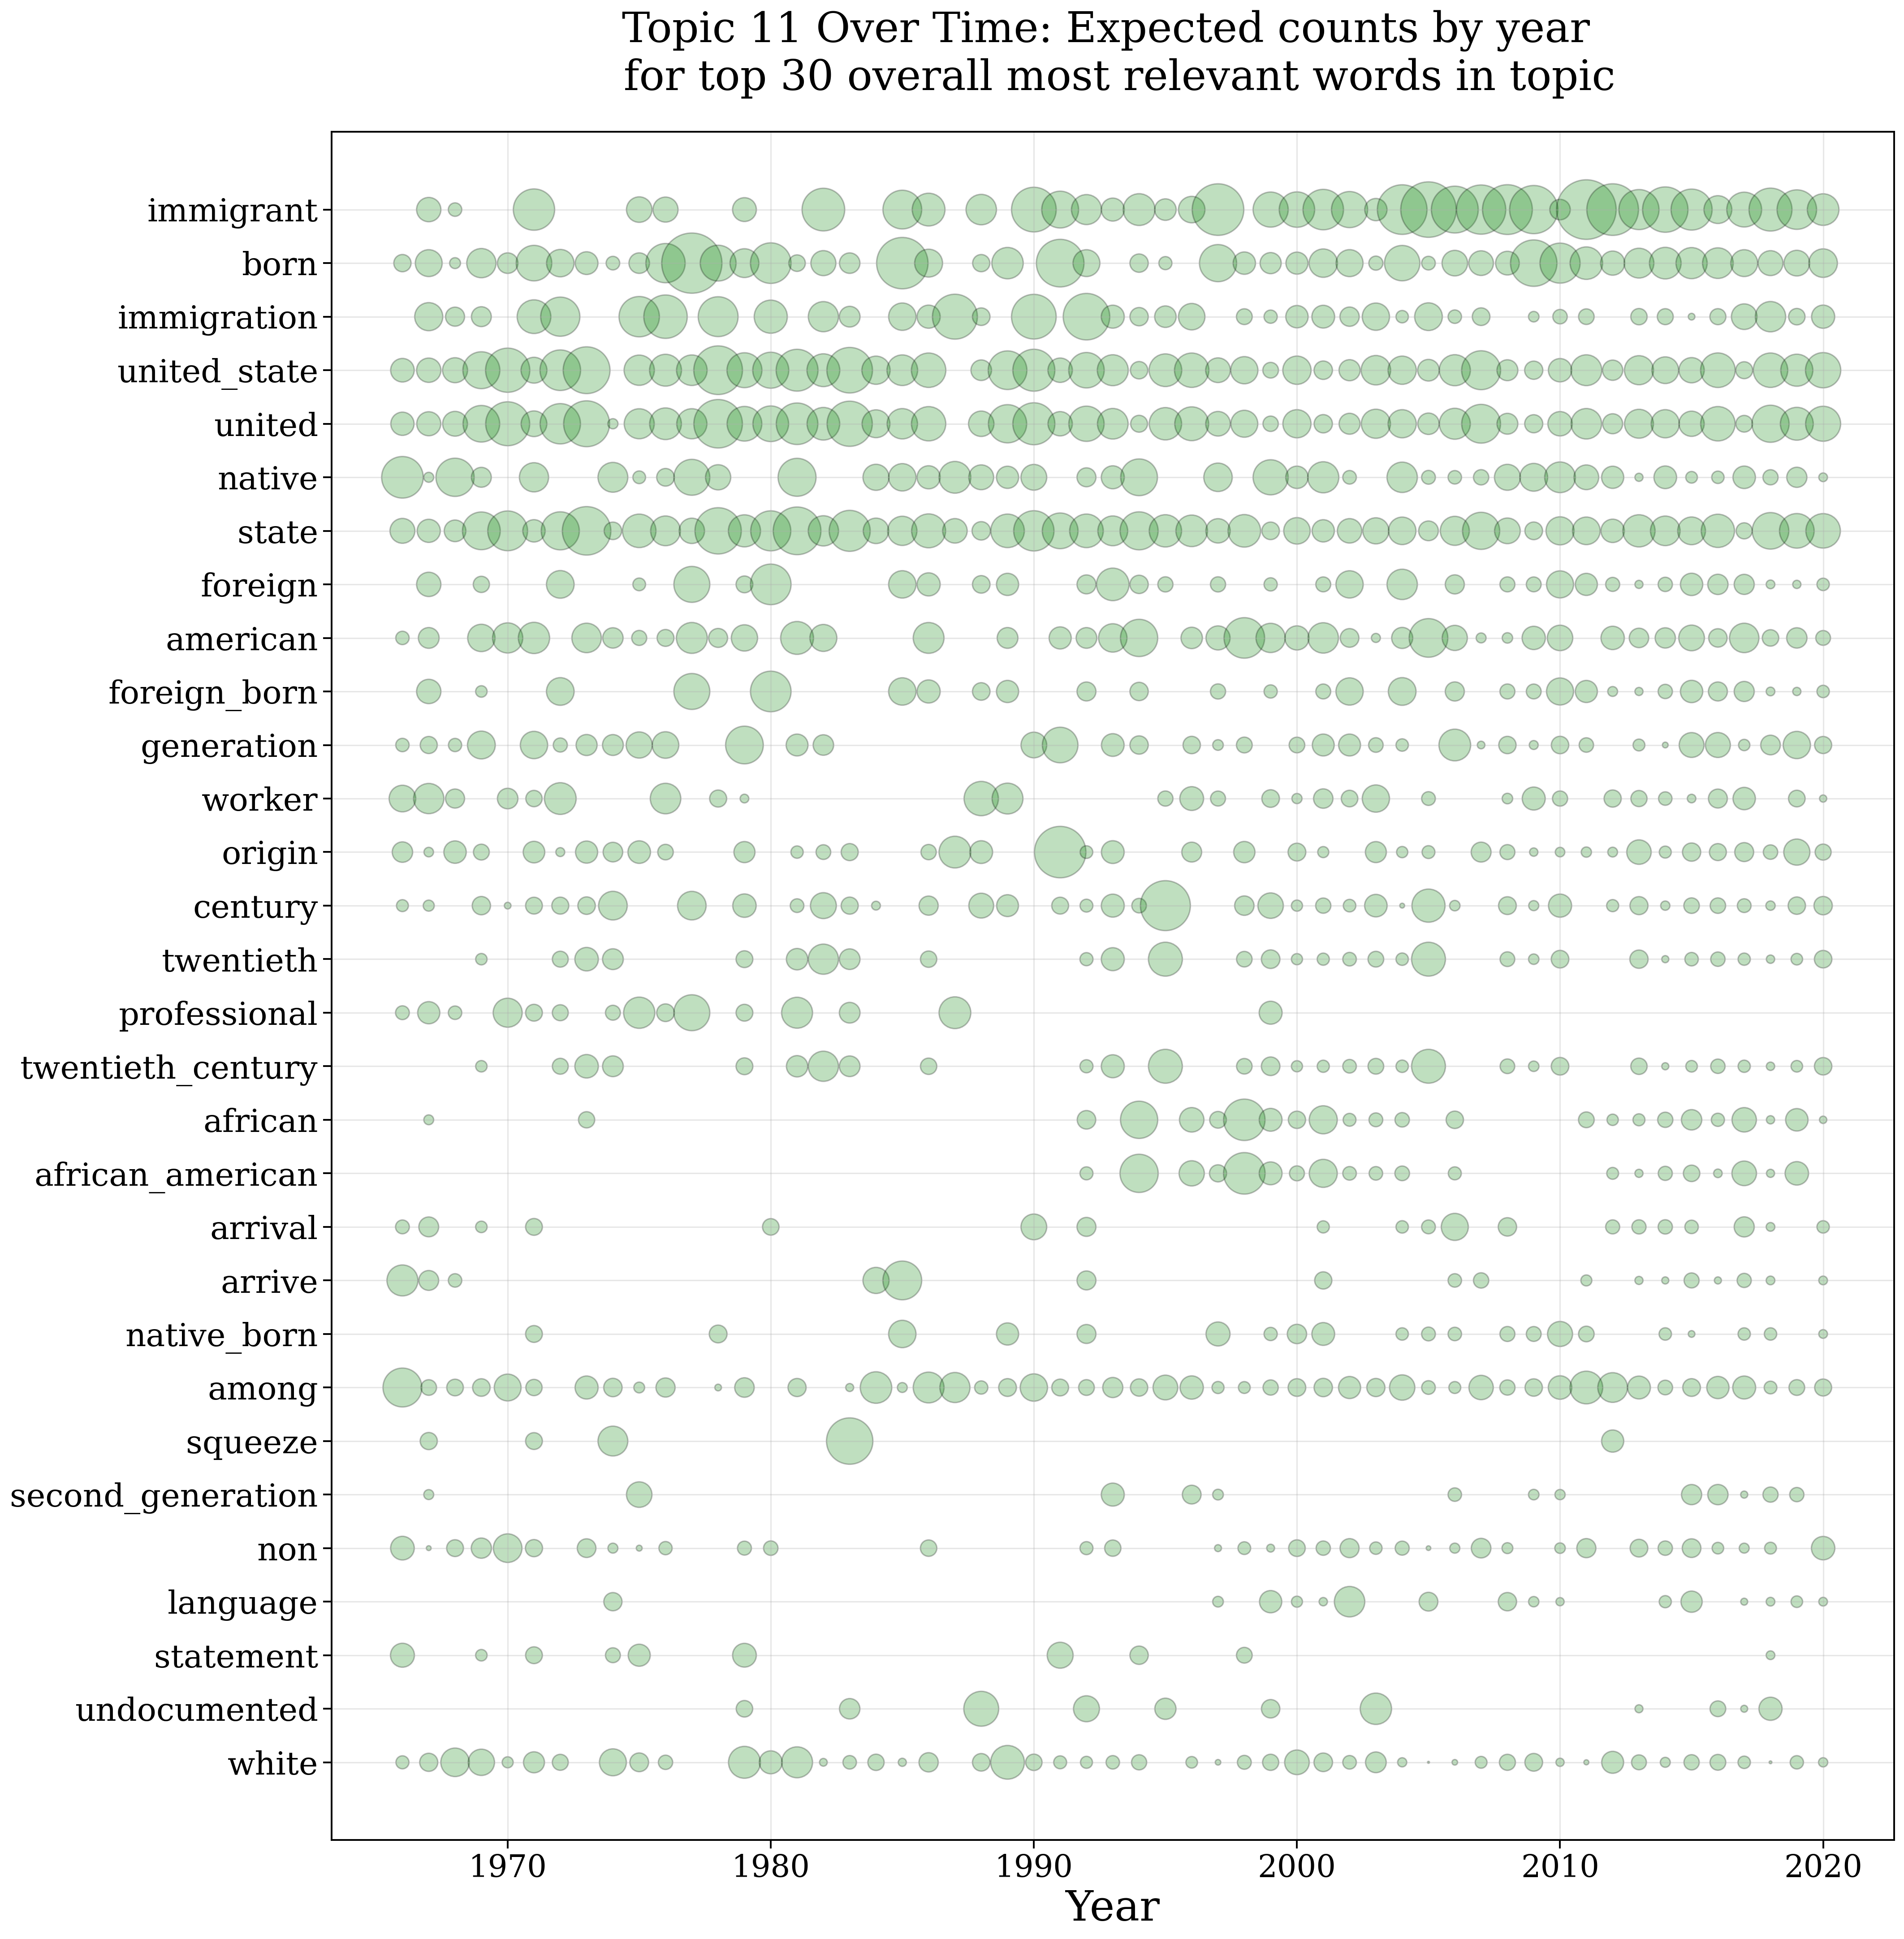 Topic 11 Over Time: Expected counts by year
for top 30 overall most relevant words in topic
immigrant
born
immigration
united_state
united
native
state
foreign
american
foreign_born
generation
worker
origin
century
twentieth
professional
twentieth_century
african
african_american
arrival
arrive
native_born
among
squeeze
second_generation
non
language
statement
undocumented
white
1970 1980 1990 2000 2010 2020
Year